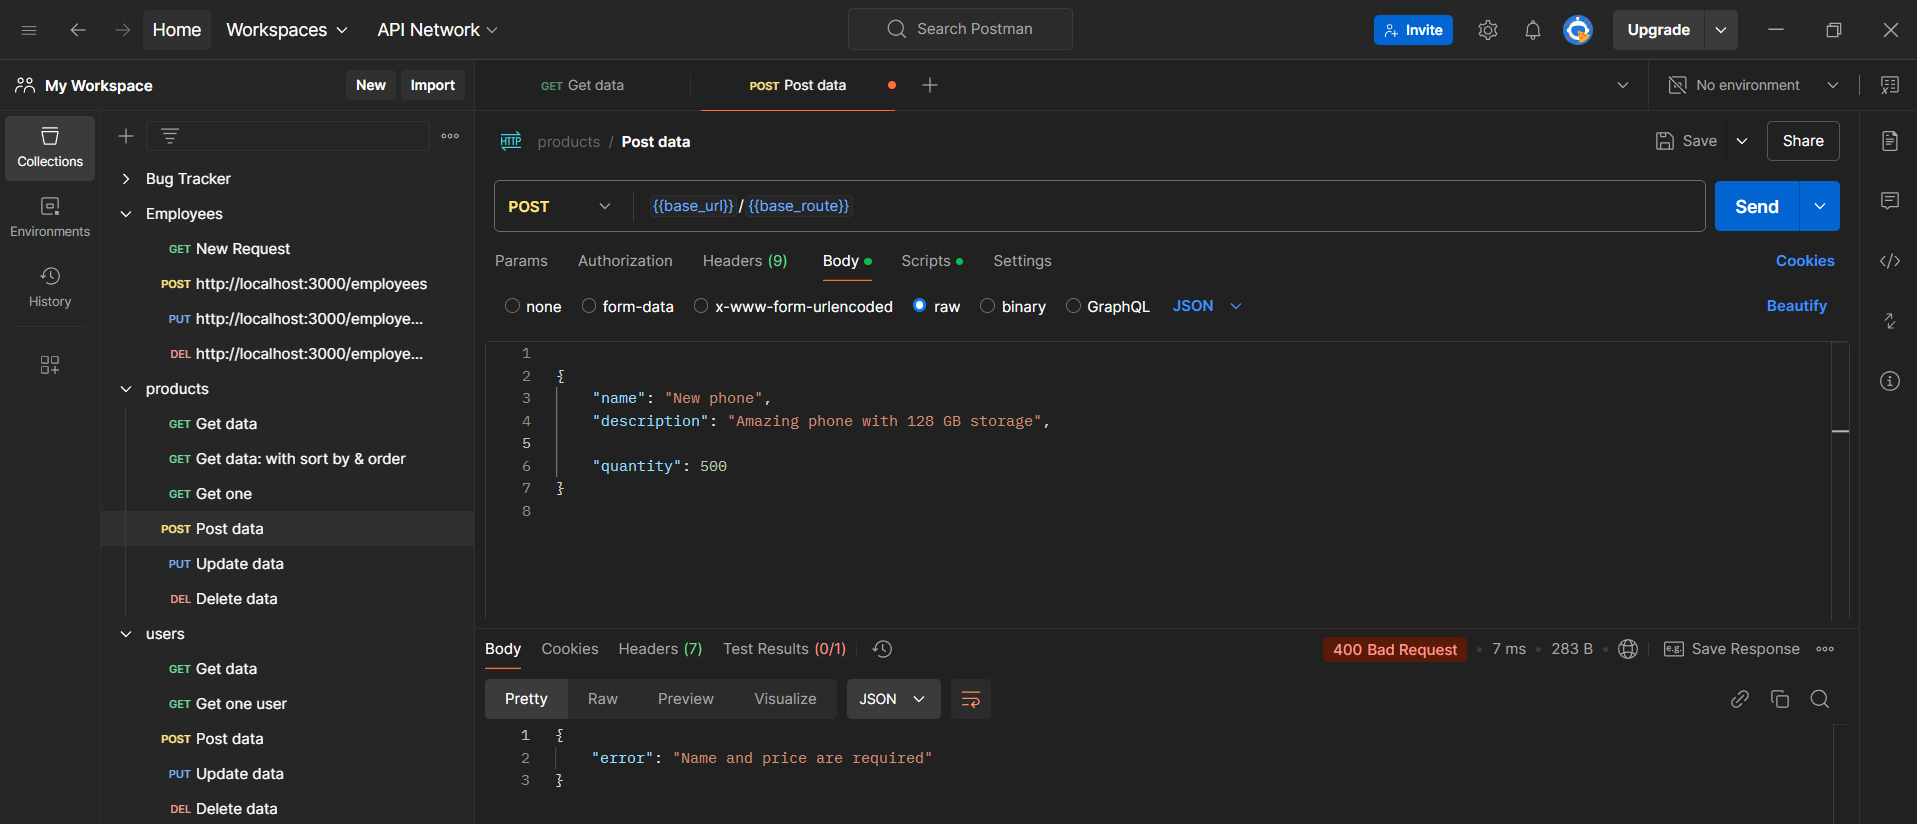 Home Workspaces API Network Search Postman Invite Upgrade
My Workspace New Import GET Get data POST Post data No environment
Collections
Environments
History
Bug Tracker
Employees
GET New Request
POST http://localhost:3000/employees
PUT http://localhost:3000/employe...
DEL http://localhost:3000/employe...
products
GET Get data
GET Get data: with sort by & order
GET Get one
POST Post data
PUT Update data
DEL Delete data
users
GET Get data
GET Get one user
POST Post data
PUT Update data
DEL Delete data
HTTP products / Post data Save Share
POST {{base_url}} / {{base_route}} Send
Params Authorization Headers (9) Body Scripts Settings Cookies
none form-data x-www-form-urlencoded raw binary GraphQL JSON Beautify
1
2 {
3 "name": "New phone",
4 "description": "Amazing phone with 128 GB storage",
5
6 "quantity": 500
7 }
8
Body Cookies Headers (7) Test Results (0/1) 400 Bad Request 7 ms 283 B e.g. Save Response
Pretty Raw Preview Visualize JSON
1 {
2 "error": "Name and price are required"
3 }